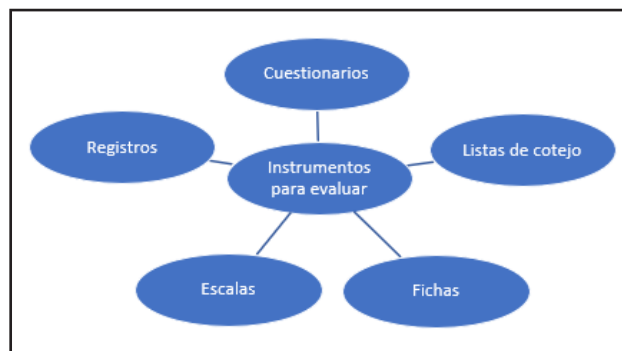 Cuestionarios
Registros
Listas de cotejo
Instrumentos
para evaluar
Escalas
Fichas